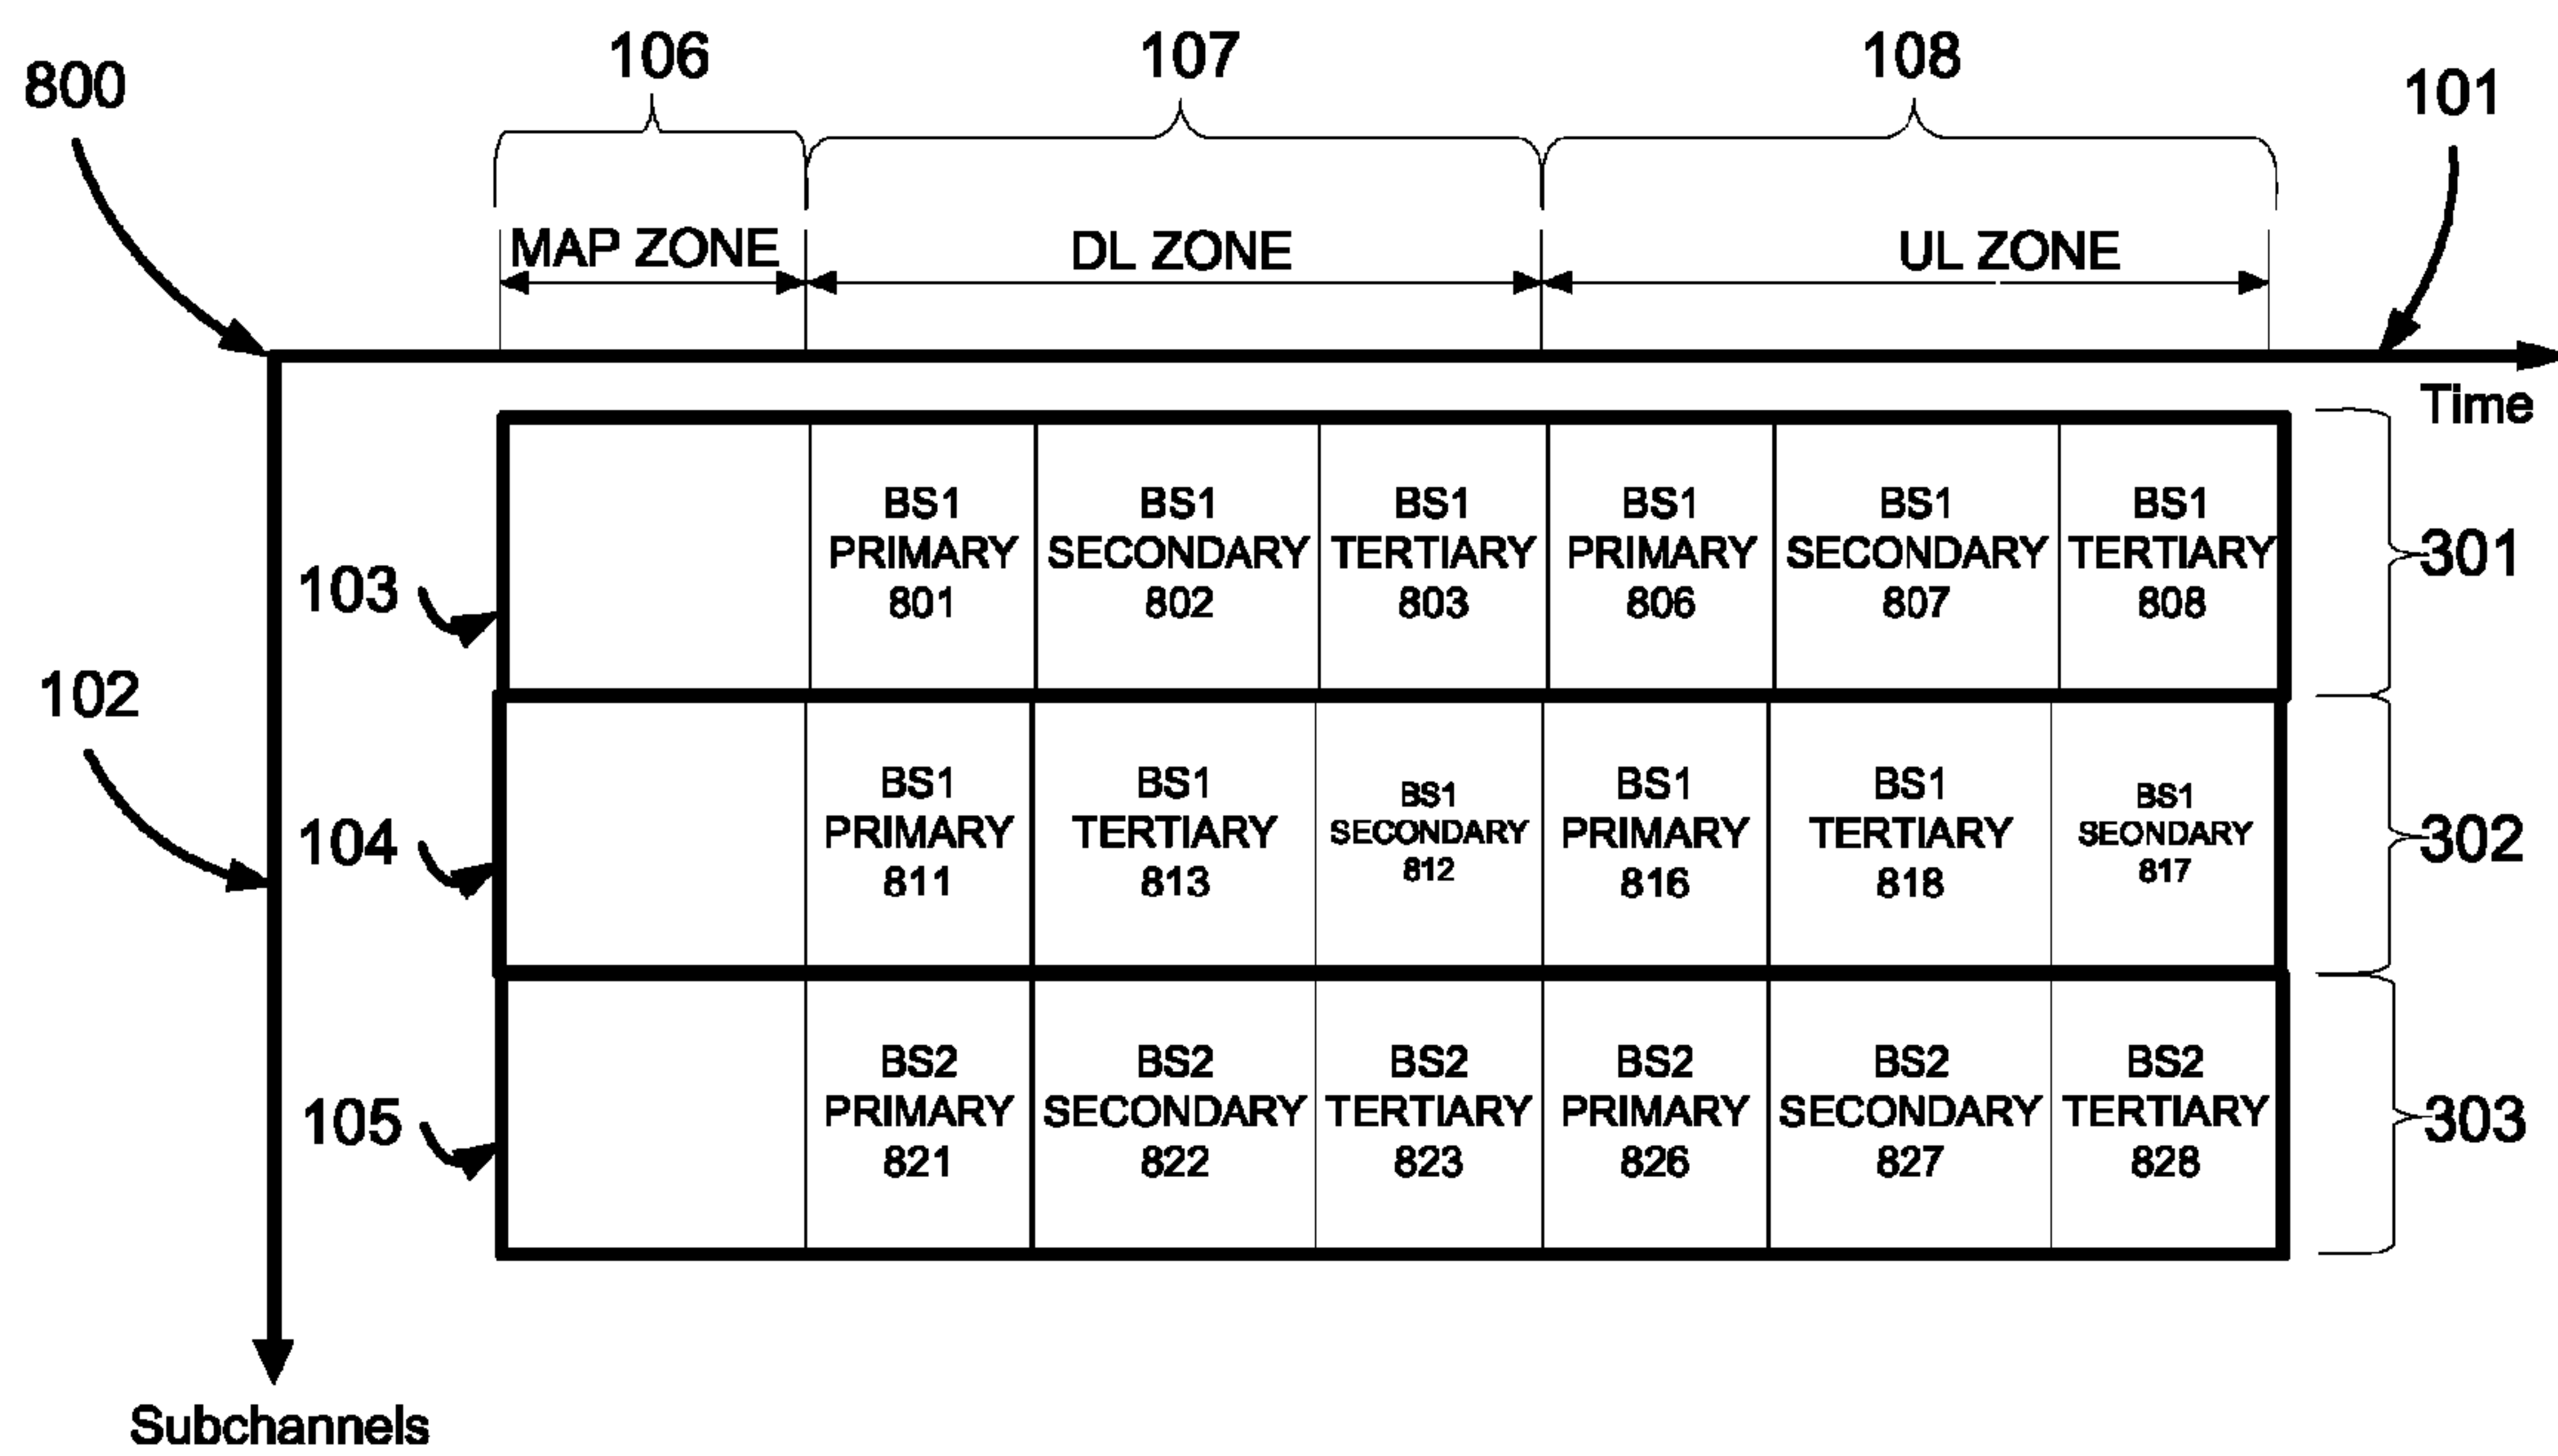 106
107
108
800
101
MAP ZONE
DL ZONE
UL ZONE
Time
BS1
PRIMARY
801
BS1
SECONDARY
802
BS1
TERTIARY
803
BS1
PRIMARY
806
BS1
SECONDARY
807
BS1
TERTIARY
808
103
301
102
BS1
PRIMARY
811
BS1
TERTIARY
813
BS1
SECONDARY
812
BS1
PRIMARY
816
BS1
TERTIARY
818
BS1
SEONDARY
817
104
302
BS2
PRIMARY
821
BS2
SECONDARY
822
BS2
TERTIARY
823
BS2
PRIMARY
826
BS2
SECONDARY
827
BS2
TERTIARY
828
105
303
Subchannels